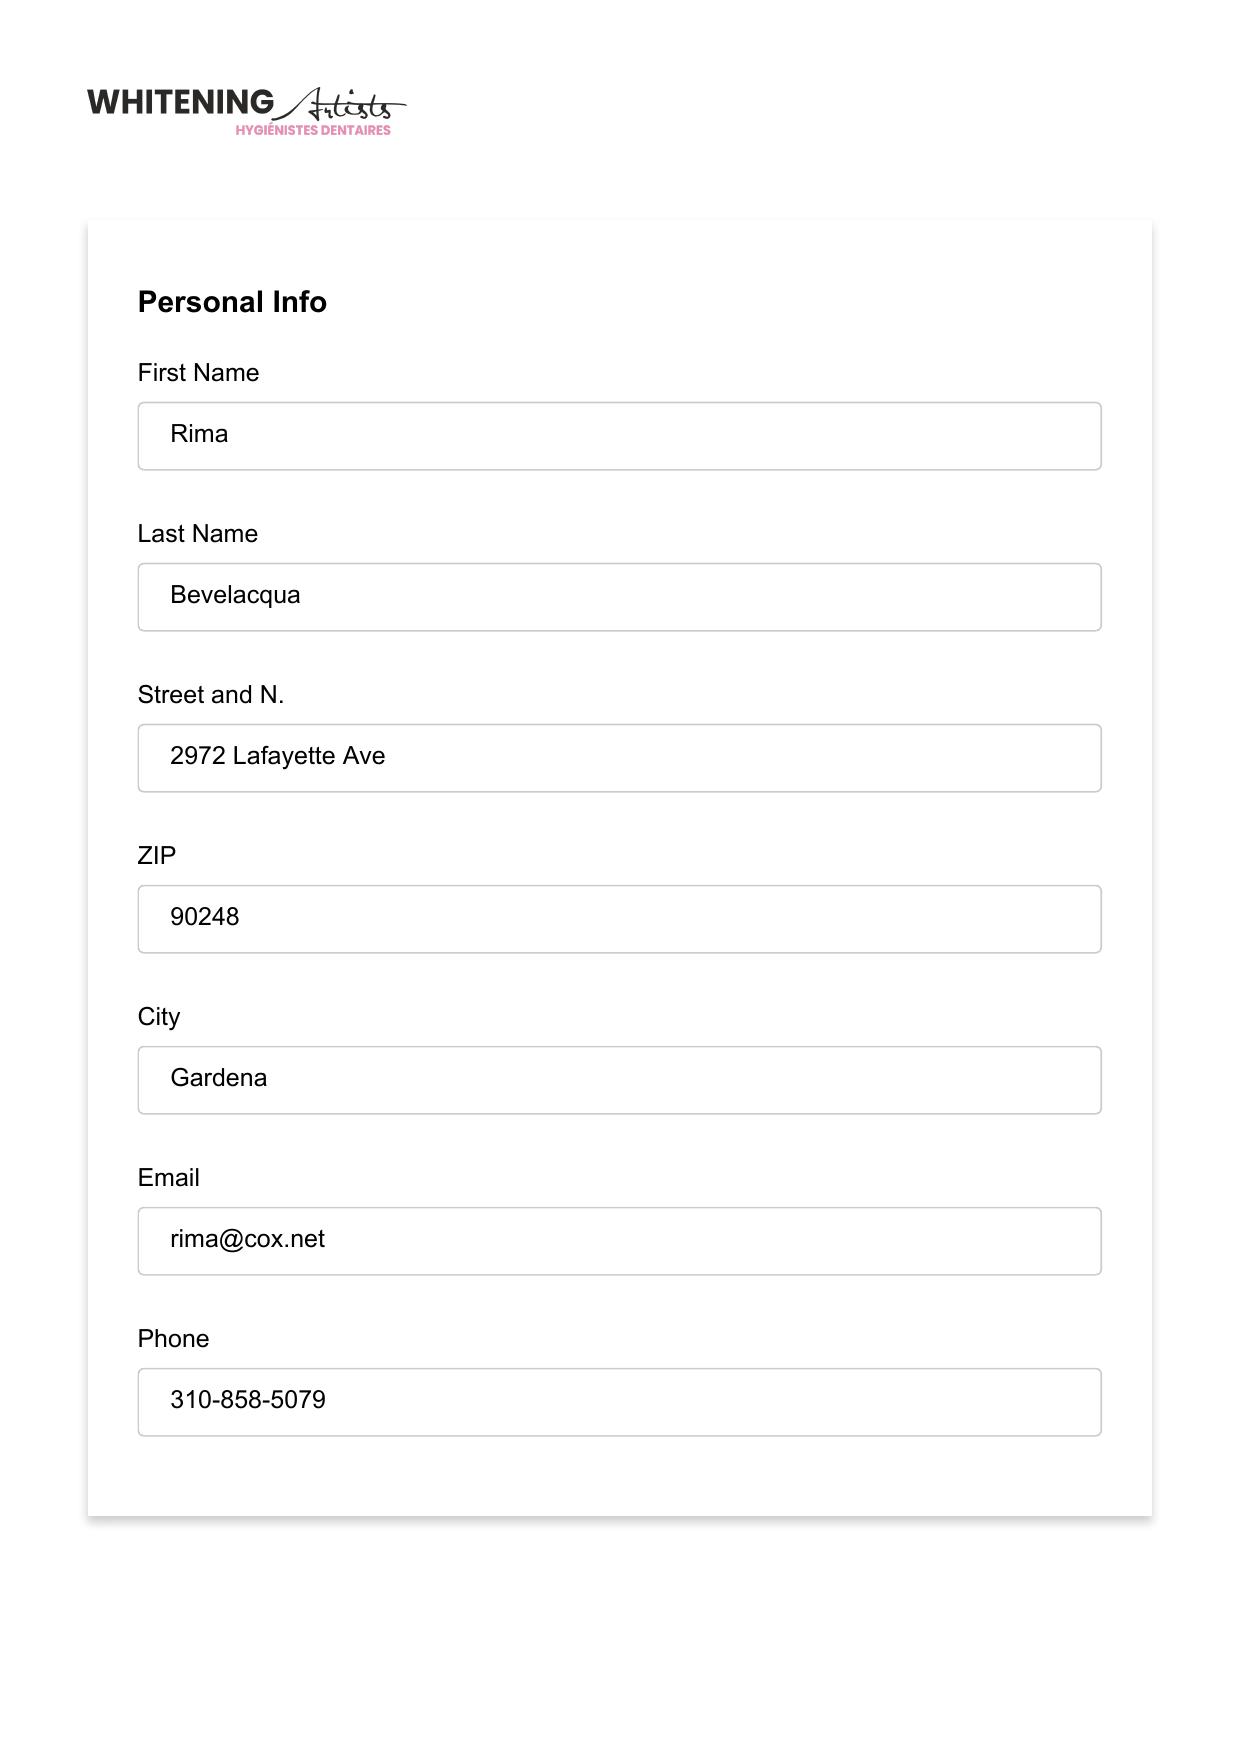 WHITENING Artists
HYGIÉNISTES DENTAIRES
Personal Info
First Name
Rima
Last Name
Bevelacqua
Street and N.
2972 Lafayette Ave
ZIP
90248
City
Gardena
Email
rima@cox.net
Phone
310-858-5079